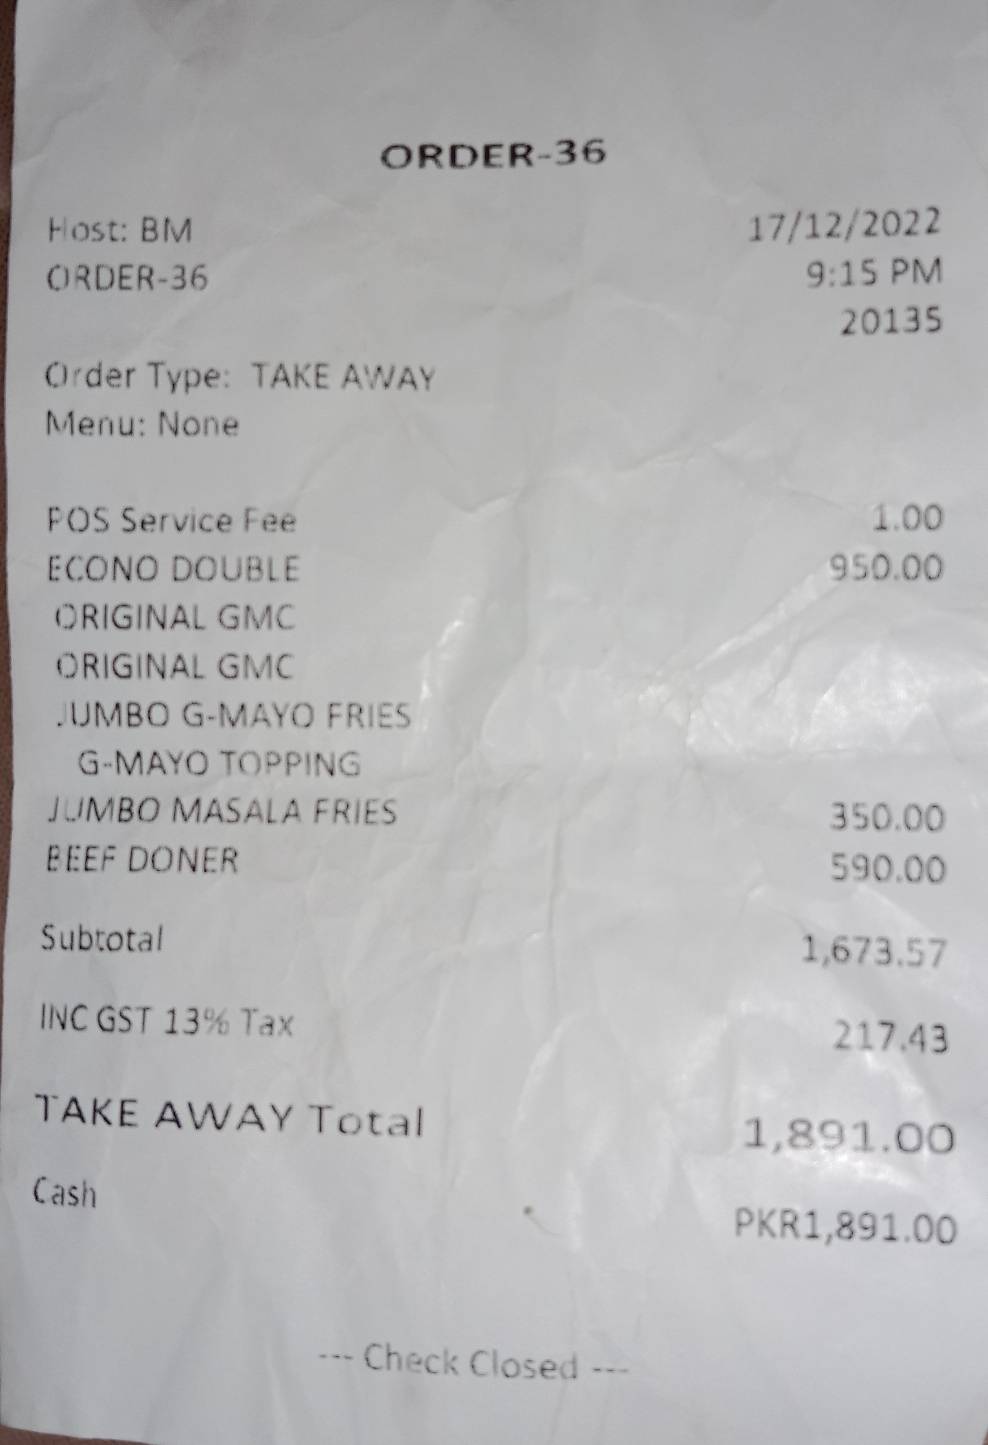 ORDER-36
Host: BM 17/12/2022
ORDER-36 9:15 PM
20135
Order Type: TAKE AWAY
Menu: None
POS Service Fee 1.00
ECONO DOUBLE 950.00
ORIGINAL GMC
ORIGINAL GMC
JUMBO G-MAYO FRIES
G-MAYO TOPPING
JUMBO MASALA FRIES 350.00
BEEF DONER 590.00
Subtotal 1,673.57
INC GST 13% Tax 217.43
TAKE AWAY Total 1,891.00
Cash PKR1,891.00
--- Check Closed ---